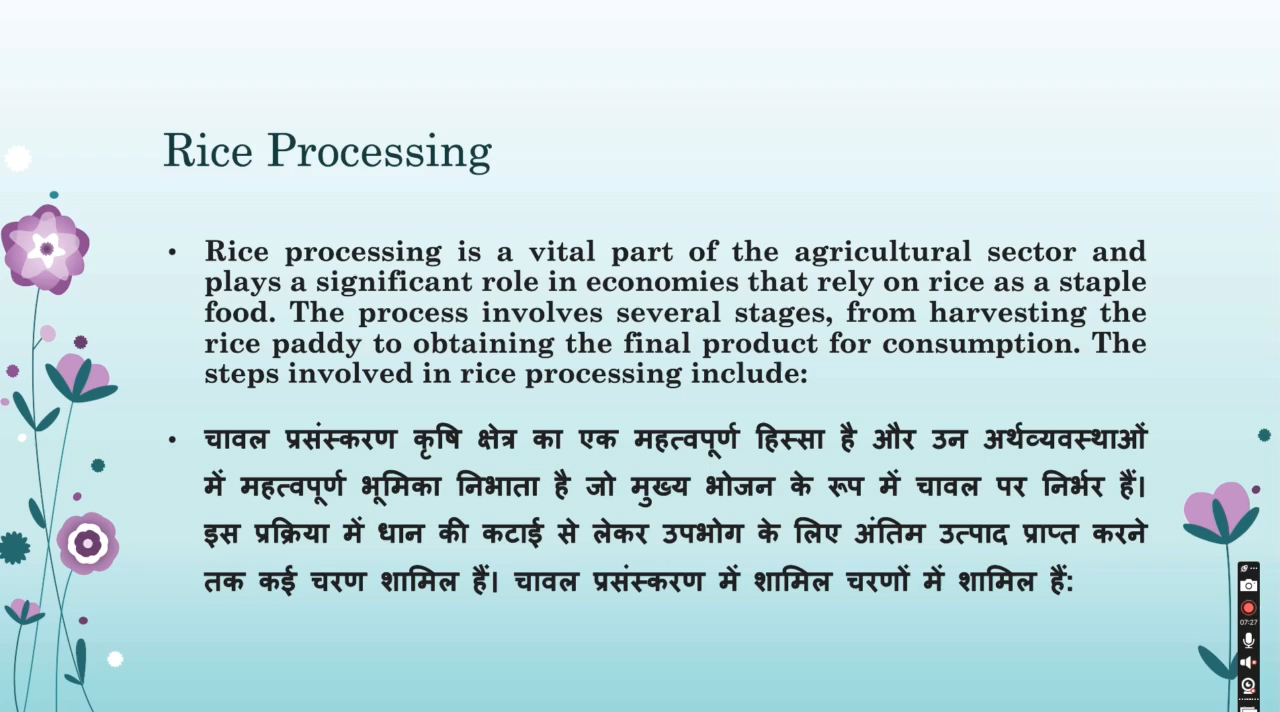 Rice Processing
• Rice processing is a vital part of the agricultural sector and
plays a significant role in economies that rely on rice as a staple
food. The process involves several stages, from harvesting the
rice paddy to obtaining the final product for consumption. The
steps involved in rice processing include:
• चावल प्रसंस्करण कृषि क्षेत्र का एक महत्वपूर्ण हिस्सा है और उन अर्थव्यवस्थाओं
में महत्वपूर्ण भूमिका निभाता है जो मुख्य भोजन के रूप में चावल पर निर्भर हैं।
इस प्रक्रिया में धान की कटाई से लेकर उपभोग के लिए अंतिम उत्पाद प्राप्त करने
तक कई चरण शामिल हैं। चावल प्रसंस्करण में शामिल चरणों में शामिल हैं:
07:27